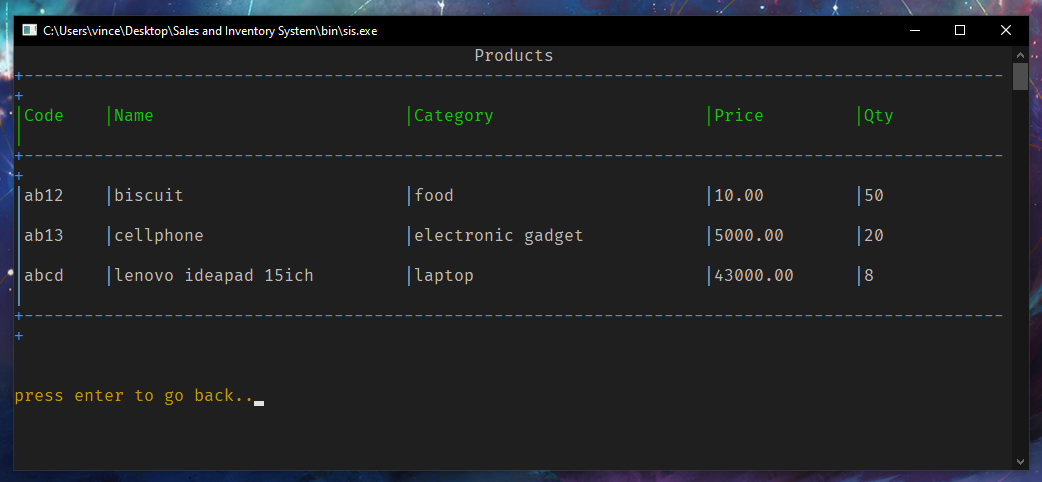 C:\Users\vince\Desktop\Sales and Inventory System\bin\sis.exe
Products
+--------------------------------------------------------------------------------------------------
+
|Code    |Name                         |Category                     |Price         |Qty
|
+--------------------------------------------------------------------------------------------------
+
|ab12    |biscuit                      |food                         |10.00         |50
|
|ab13    |cellphone                    |electronic gadget            |5000.00       |20
|
|abcd    |lenovo ideapad 15ich         |laptop                       |43000.00      |8
|
+--------------------------------------------------------------------------------------------------
+
press enter to go back..